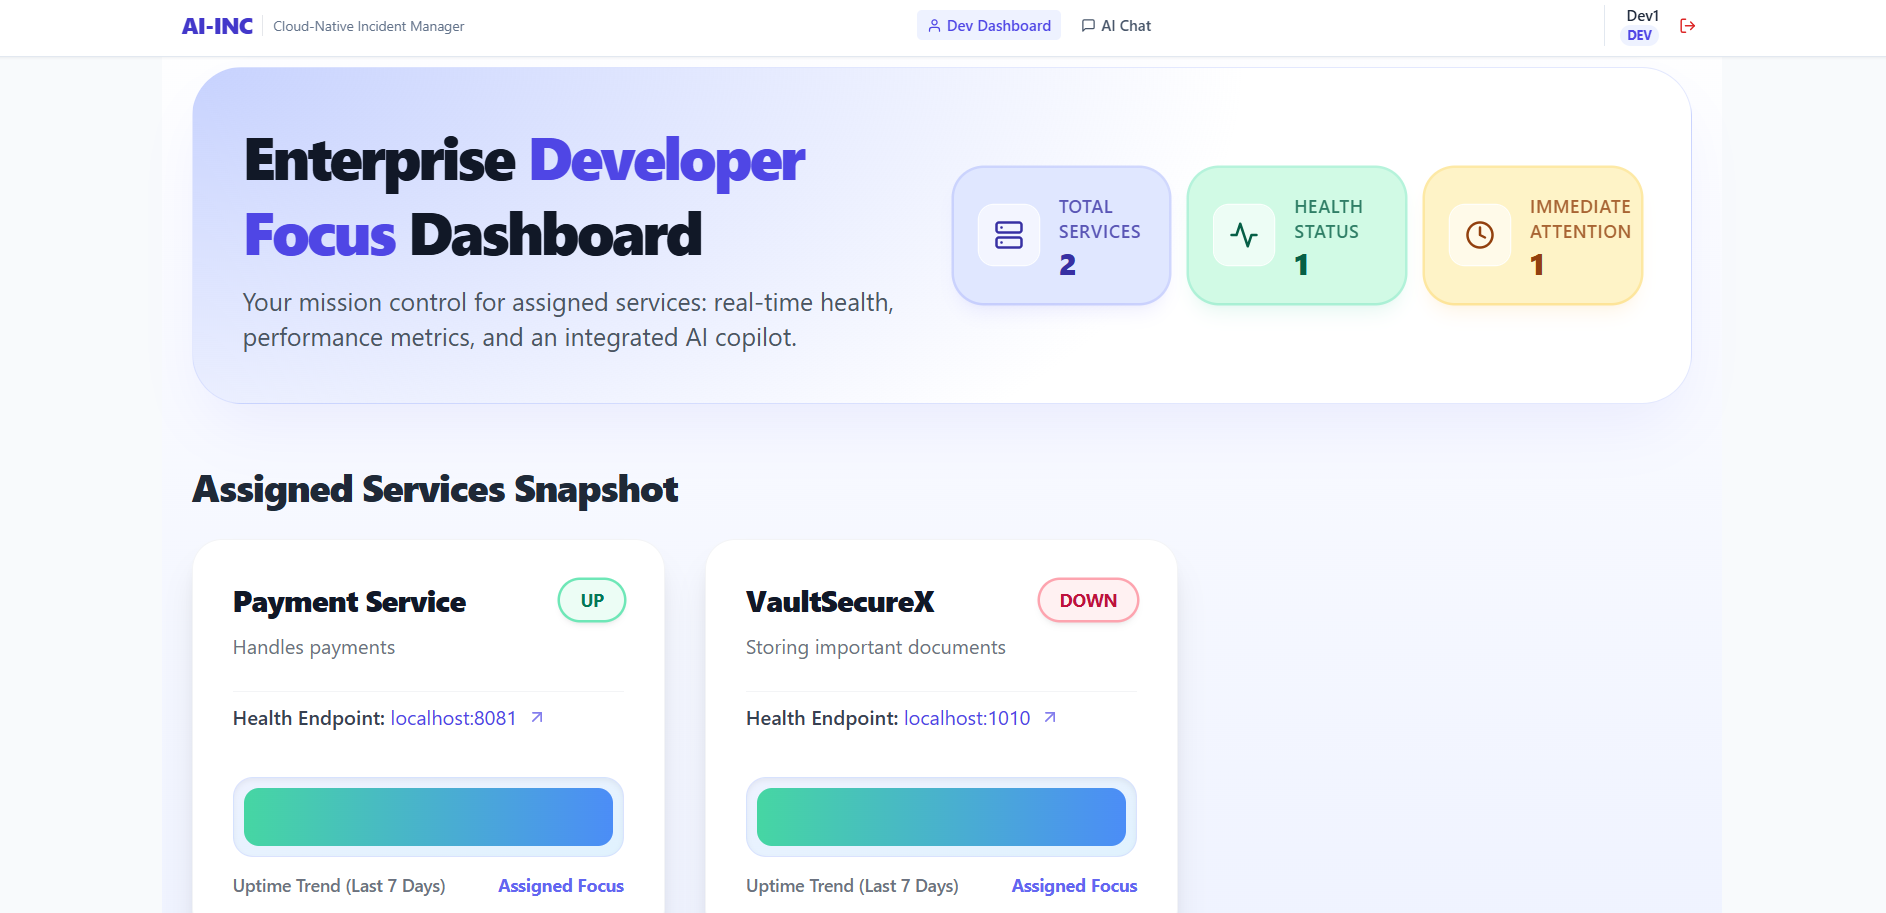 AI-INC
Cloud-Native Incident Manager
Dev Dashboard
AI Chat
Dev1
DEV
Enterprise Developer
Focus Dashboard
Your mission control for assigned services: real-time health,
performance metrics, and an integrated AI copilot.
TOTAL
SERVICES
2
HEALTH
STATUS
1
IMMEDIATE
ATTENTION
1
Assigned Services Snapshot
Payment Service
UP
Handles payments
Health Endpoint: localhost:8081
Uptime Trend (Last 7 Days)
Assigned Focus
VaultSecureX
DOWN
Storing important documents
Health Endpoint: localhost:1010
Uptime Trend (Last 7 Days)
Assigned Focus